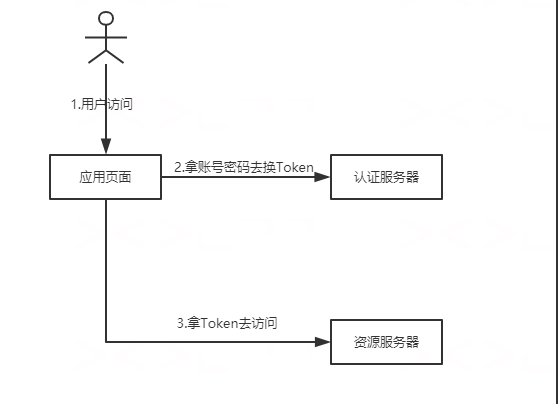 1.用户访问
应用页面
2.拿账号密码去换Token
认证服务器
3.拿Token去访问
资源服务器